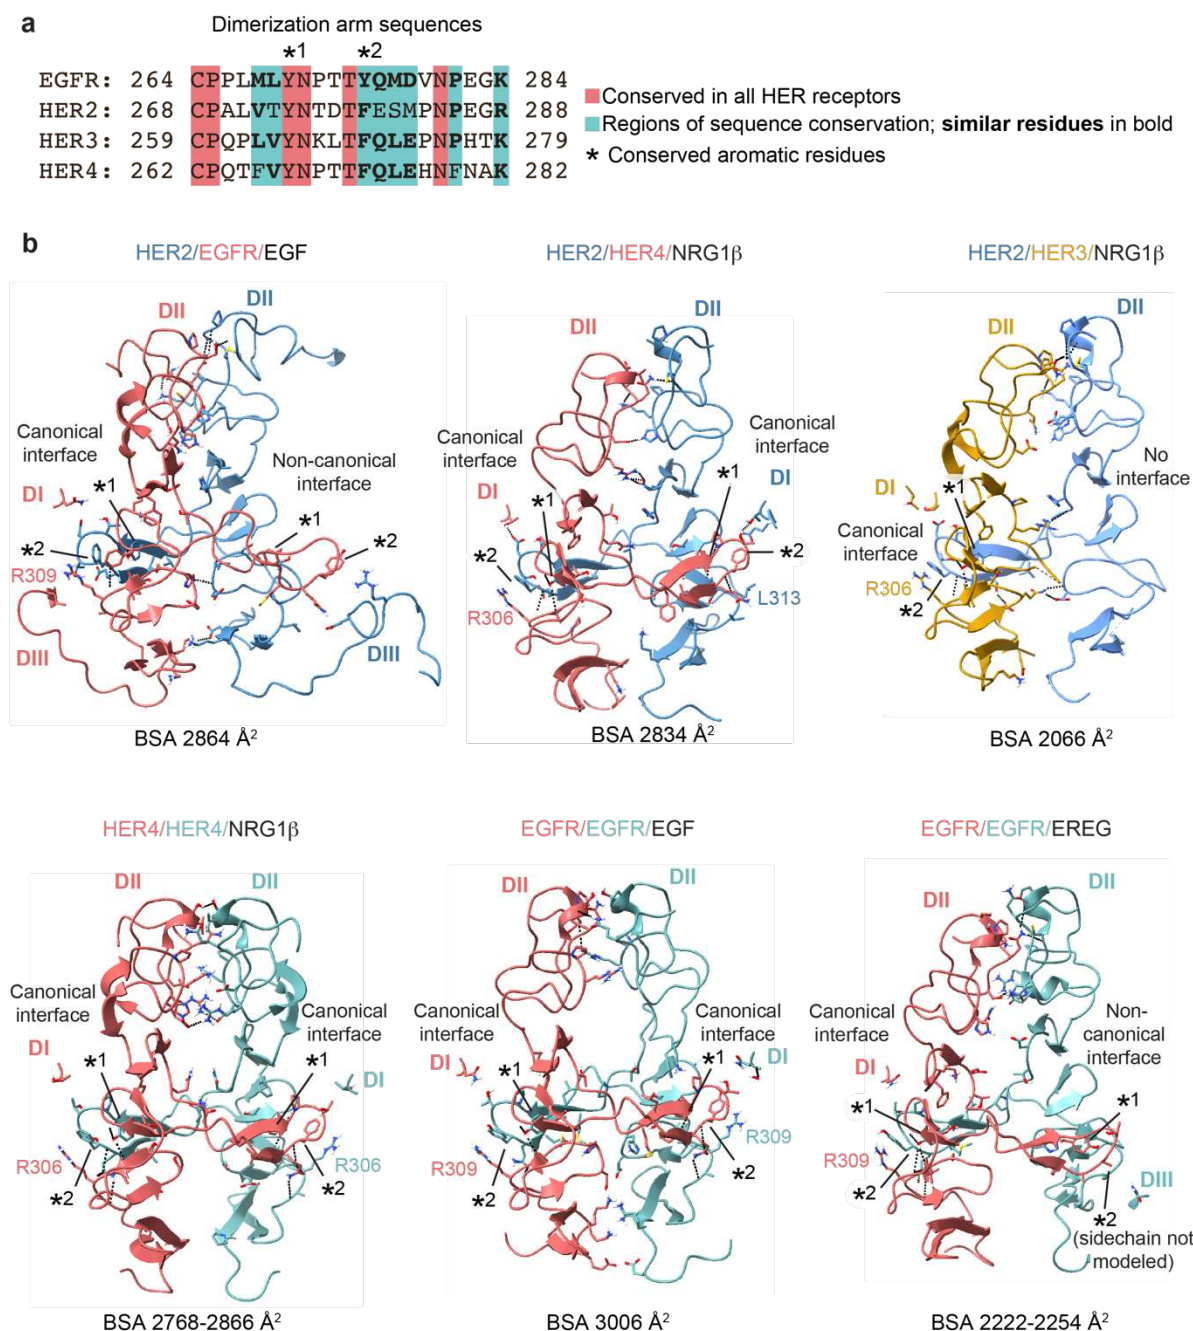 a
Dimerization arm sequences
*1 *2
EGFR: 264 CPPLMLYNPTTYQMDVNPEGK 284
HER2: 268 CPALVTYNTDTFESMPNPEGR 288
HER3: 259 CPQPLVYNKLTFQLEPNPHTK 279
HER4: 262 CPQTFVYNPTTFQLEHNFNAK 282
Conserved in all HER receptors
Regions of sequence conservation; similar residues in bold
* Conserved aromatic residues
b
HER2/EGFR/EGF
DII
DII
Canonical
interface
Non-canonical
interface
DI
*1
*1
*2
*2
R309
DIII
DIII
BSA 2864 Å²
HER2/HER4/NRG1β
DII
DII
Canonical
interface
Canonical
interface
DI
*1
*1
DI
*2
*2
R306
L313
BSA 2834 Å²
HER2/HER3/NRG1β
DII
DII
No
interface
DI
*1
Canonical
interface
R306
*2
BSA 2066 Å²
HER4/HER4/NRG1β
DII
DII
Canonical
interface
Canonical
interface
DI
*1
*1
DI
R306
R306
*2
*2
BSA 2768-2866 Å²
EGFR/EGFR/EGF
DII
DII
Canonical
interface
Canonical
interface
DI
*1
*1
DI
R309
R309
*2
*2
BSA 3006 Å²
EGFR/EGFR/EREG
DII
DII
Canonical
interface
Non-
canonical
interface
DI
*1
*1
R309
*2
DIII
*2
(sidechain not
modeled)
BSA 2222-2254 Å²